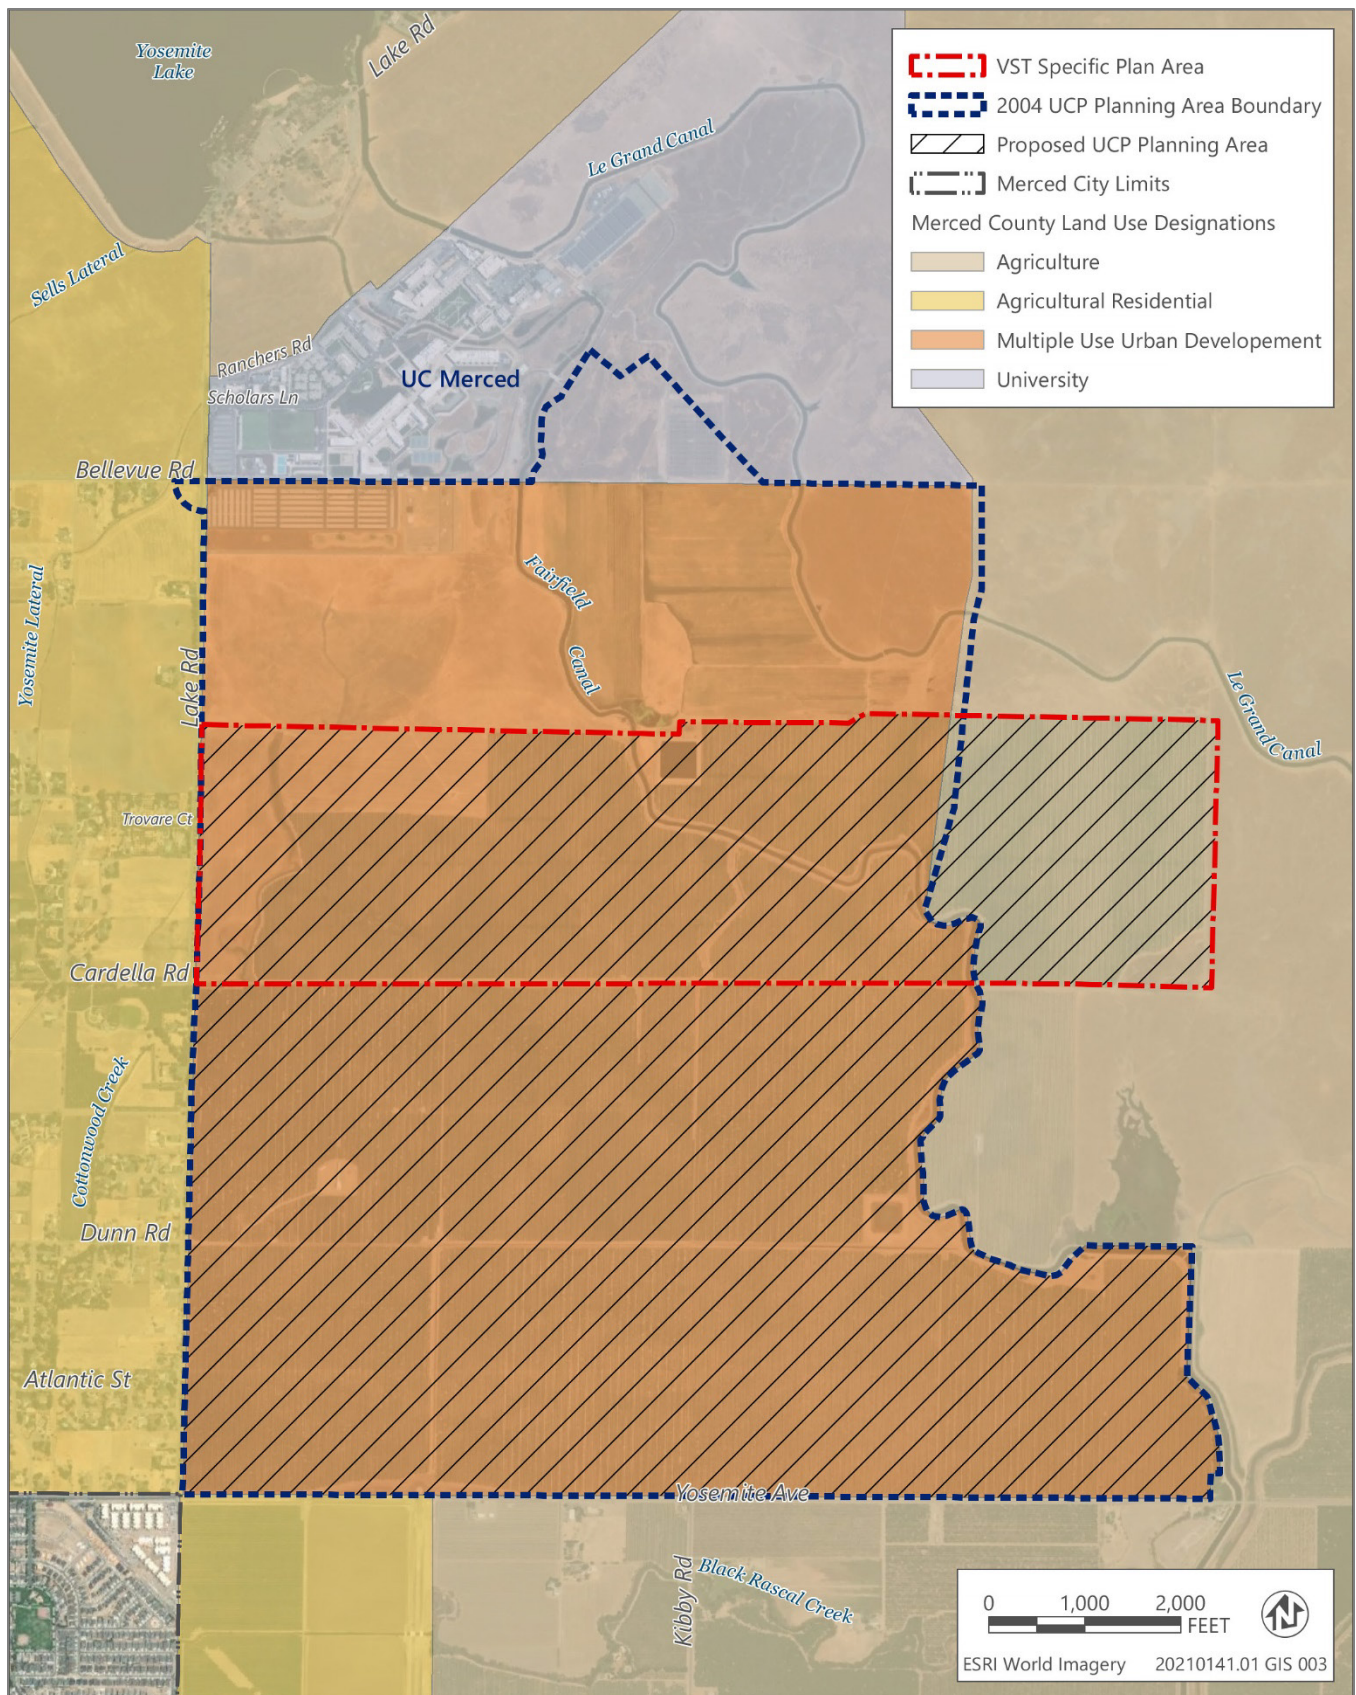 Yosemite
Lake
Lake Rd
VST Specific Plan Area
2004 UCP Planning Area Boundary
Proposed UCP Planning Area
Merced City Limits
Merced County Land Use Designations
Agriculture
Agricultural Residential
Multiple Use Urban Developement
University
Le Grand Canal
Sells Lateral
Ranchers Rd
UC Merced
Scholars Ln
Bellevue Rd
Fairfield
Canal
Yosemite Lateral
Lake Rd
Le Grand Canal
Trovare Ct
Cardella Rd
Cottonwood Creek
Dunn Rd
Atlantic St
Yosemite Ave
Kibby Rd
Black Rascal Creek
0 1,000 2,000
FEET
N
ESRI World Imagery 20210141.01 GIS 003